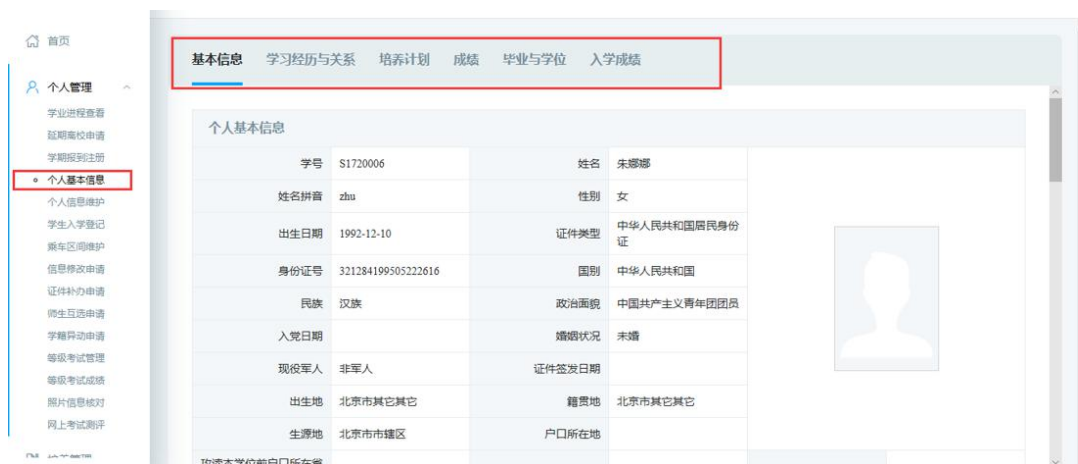 首页
个人管理
学业进程查看
延期离校申请
学期报到注册
个人基本信息
个人信息维护
学生入学登记
乘车区间维护
信息修改申请
证件补办申请
师生互选申请
学籍异动申请
等级考试管理
等级考试成绩
照片信息核对
网上考试测评
基本信息 学习经历与关系 培养计划 成绩 毕业与学位 入学成绩
个人基本信息
学号 S1720006 姓名 朱娜娜
姓名拼音 zhu 性别 女
出生日期 1992-12-10 证件类型 中华人民共和国居民身份
证
身份证号 321284199505222616 国别 中华人民共和国
民族 汉族 政治面貌 中国共产主义青年团团员
入党日期 婚姻状况 未婚
现役军人 非军人 证件签发日期
出生地 北京市其它其它 籍贯地 北京市其它其它
生源地 北京市市辖区 户口所在地
攻读本学位前户口所在省